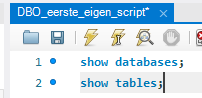 DBO_eerste_eigen_script*
1 show databases;
2 show tables;